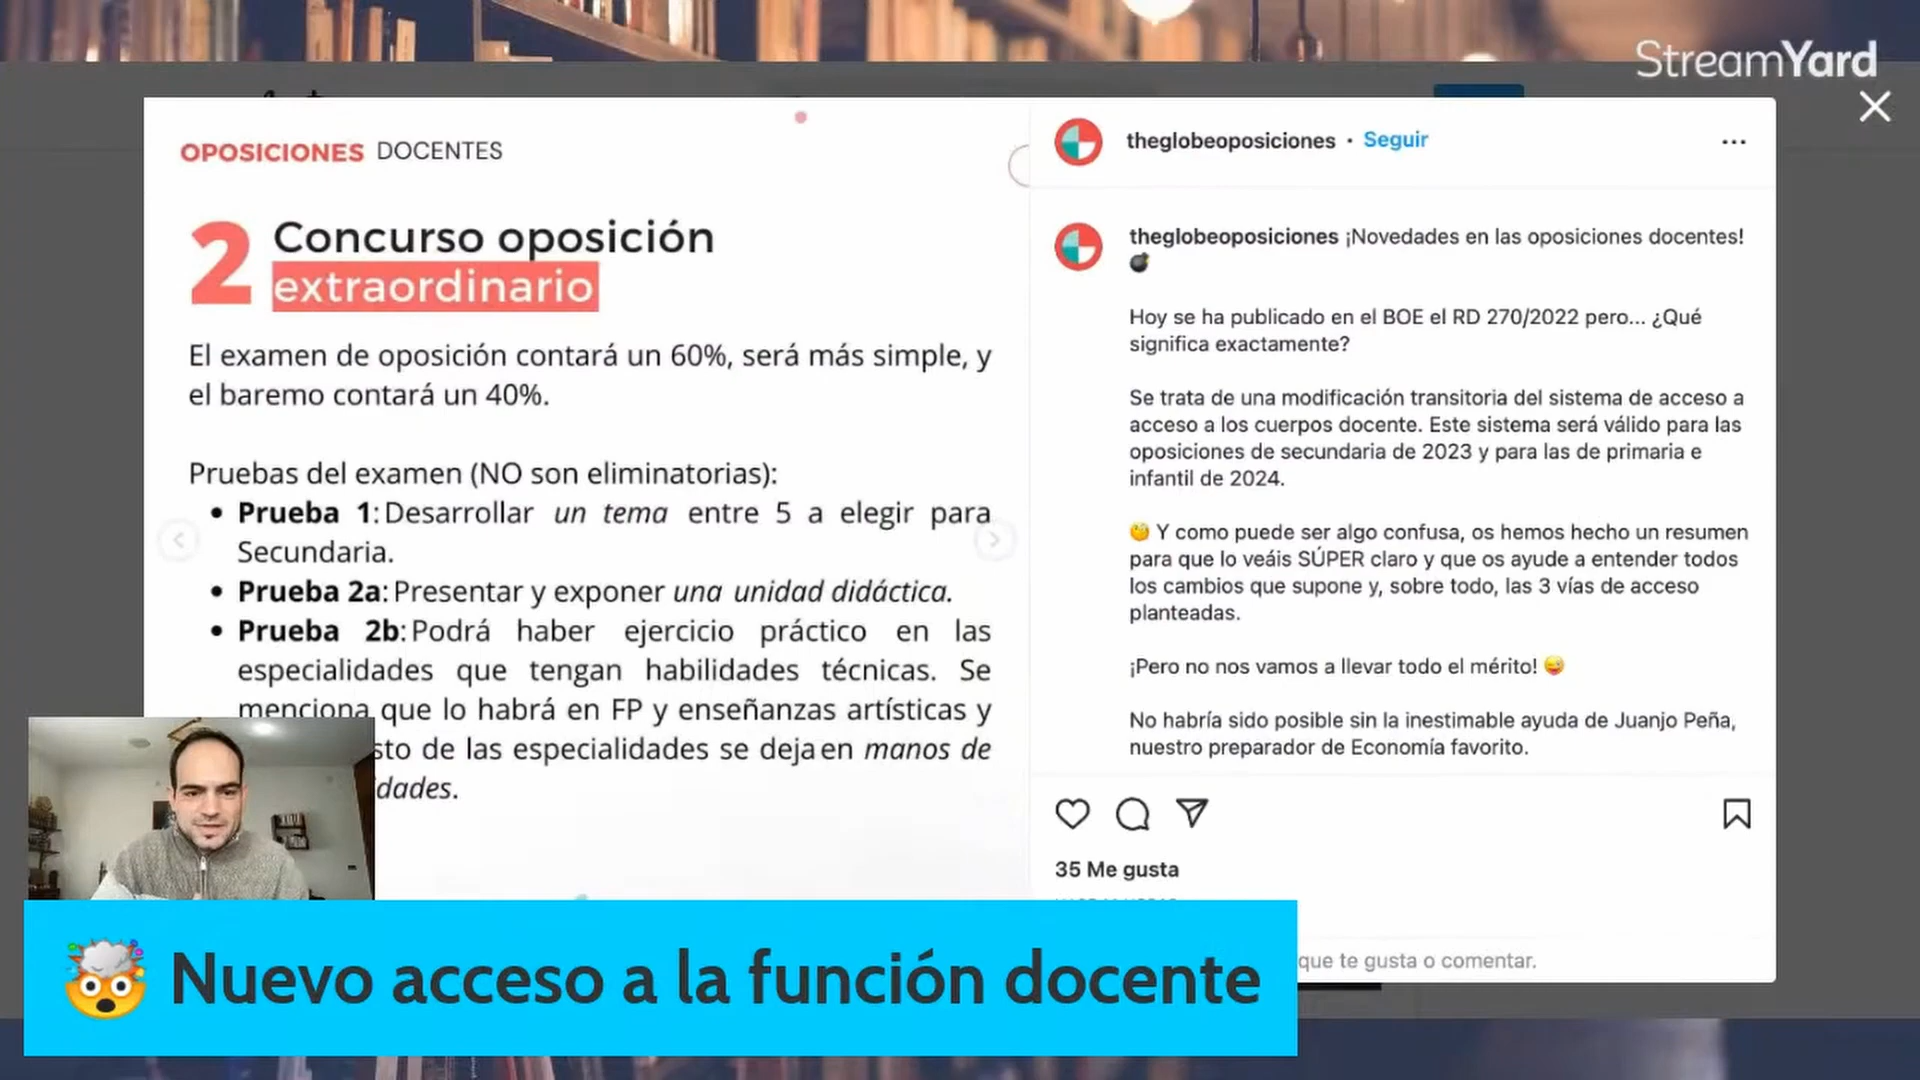 StreamYard
OPOSICIONES DOCENTES
2 Concurso oposición
extraordinario
El examen de oposición contará un 60%, será más simple, y
el baremo contará un 40%.
Pruebas del examen (NO son eliminatorias):
• Prueba 1: Desarrollar un tema entre 5 a elegir para
Secundaria.
• Prueba 2a: Presentar y exponer una unidad didáctica.
• Prueba 2b: Podrá haber ejercicio práctico en las
especialidades que tengan habilidades técnicas. Se
menciona que lo habrá en FP y enseñanzas artísticas y
sto de las especialidades se deja en manos de
dades.
theglobeoposiciones · Seguir
...
theglobeoposiciones ¡Novedades en las oposiciones docentes!
💣
Hoy se ha publicado en el BOE el RD 270/2022 pero... ¿Qué
significa exactamente?
Se trata de una modificación transitoria del sistema de acceso a
acceso a los cuerpos docente. Este sistema será válido para las
oposiciones de secundaria de 2023 y para las de primaria e
infantil de 2024.
🧐 Y como puede ser algo confusa, os hemos hecho un resumen
para que lo veáis SÚPER claro y que os ayude a entender todos
los cambios que supone y, sobre todo, las 3 vías de acceso
planteadas.
¡Pero no nos vamos a llevar todo el mérito! 😜
No habría sido posible sin la inestimable ayuda de Juanjo Peña,
nuestro preparador de Economía favorito.
35 Me gusta
que te gusta o comentar.
🤯 Nuevo acceso a la función docente